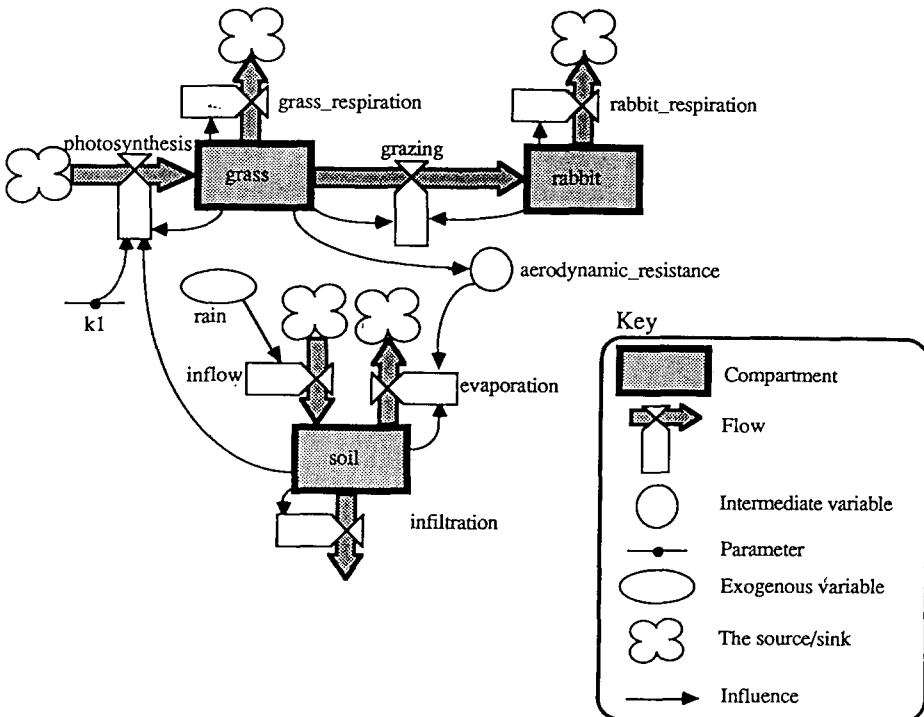 grass_respiration
rabbit_respiration
photosynthesis
grazing
grass
rabbit
aerodynamic_resistance
k1
rain
inflow
evaporation
soil
infiltration
Key
Compartment
Flow
Intermediate variable
Parameter
Exogenous variable
The source/sink
Influence